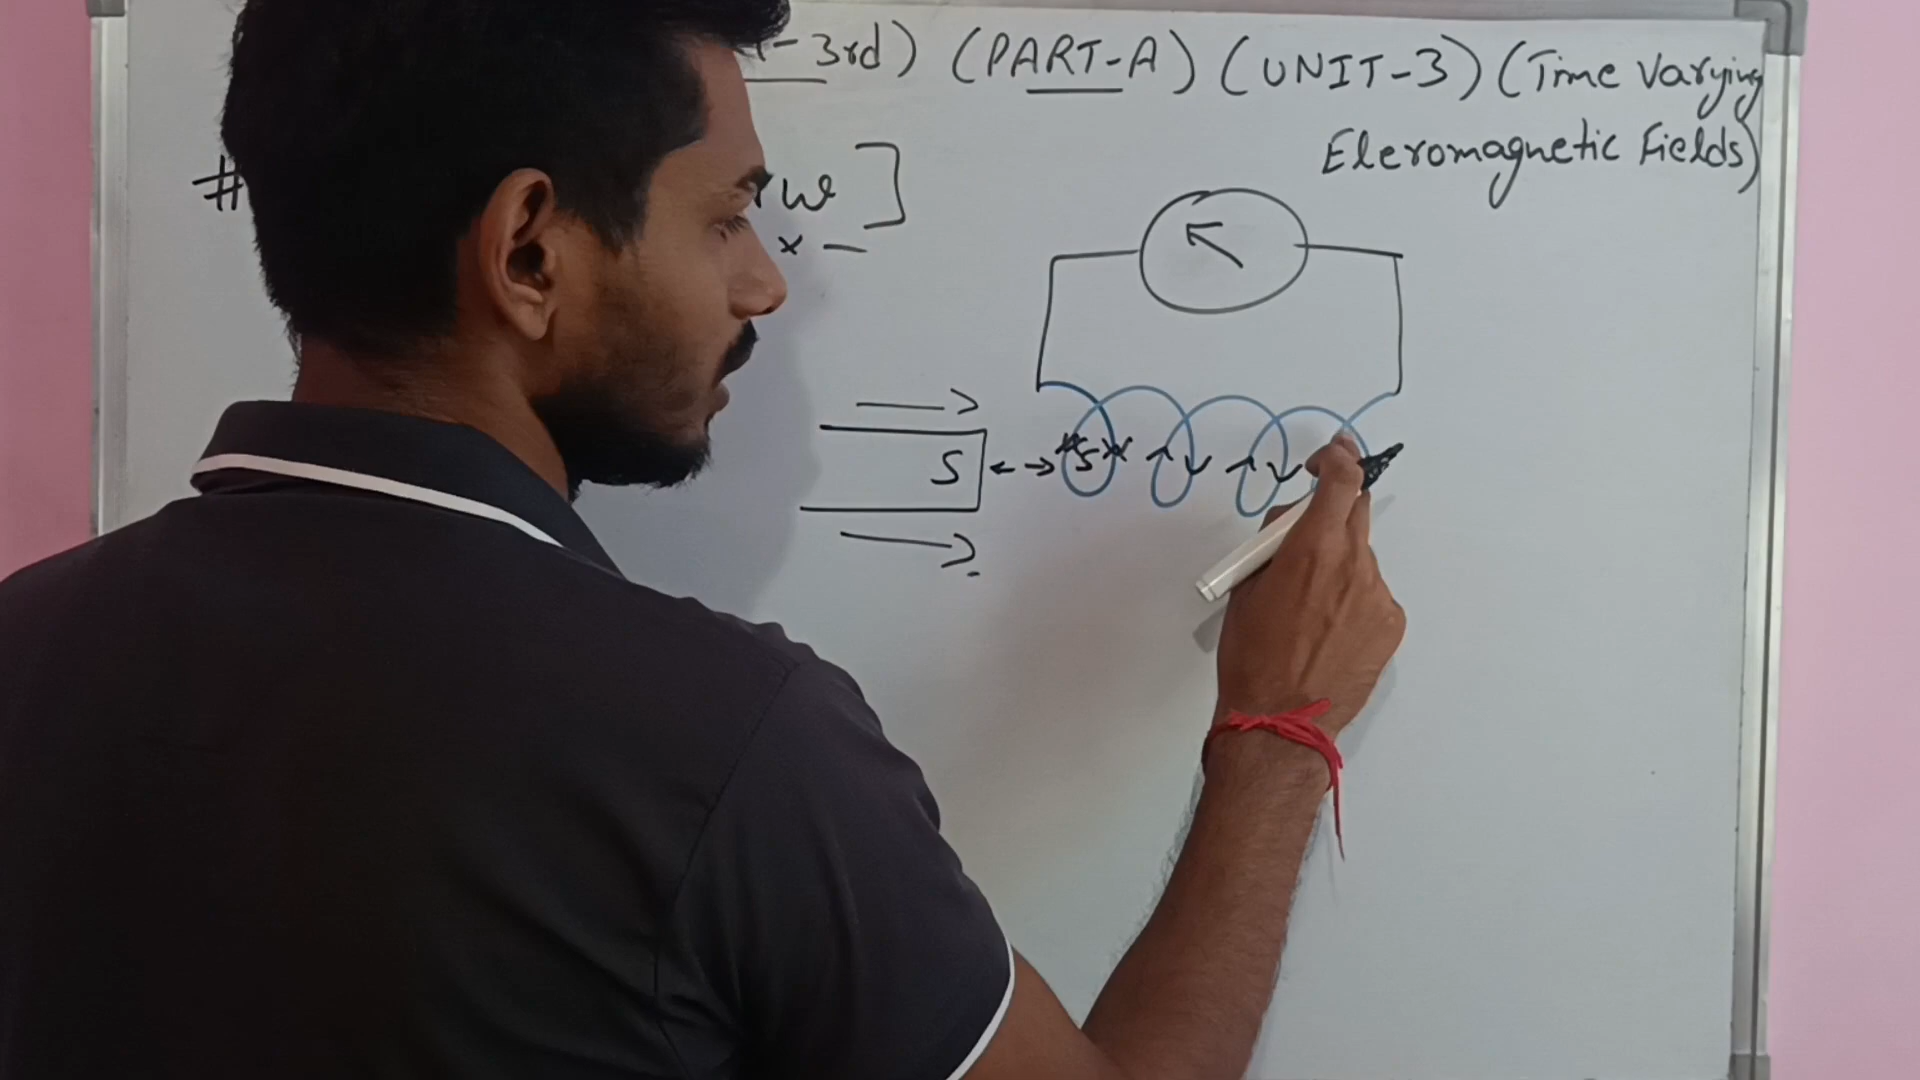 -3rd) (PART-A) (UNIT-3) (Time Varying
Eleromagnetic Fields)
#
]
S S